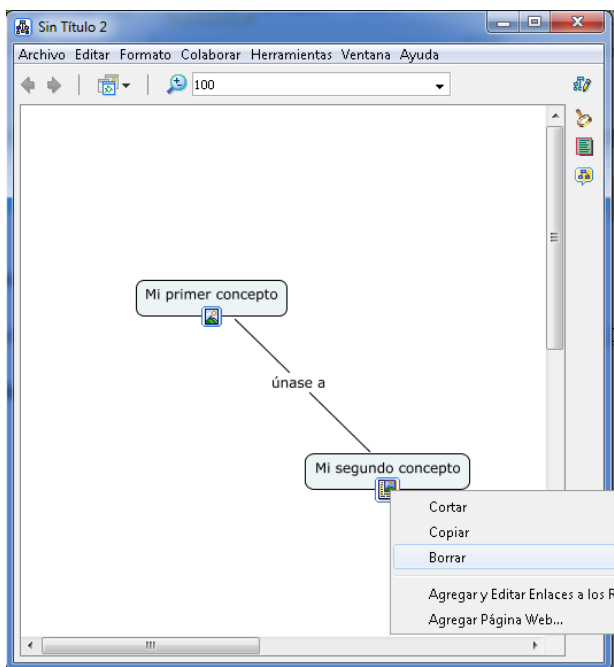 Sin Título 2
Archivo Editar Formato Colaborar Herramientas Ventana Ayuda
100
Mi primer concepto
únase a
Mi segundo concepto
Cortar
Copiar
Borrar
Agregar y Editar Enlaces a los R
Agregar Página Web...